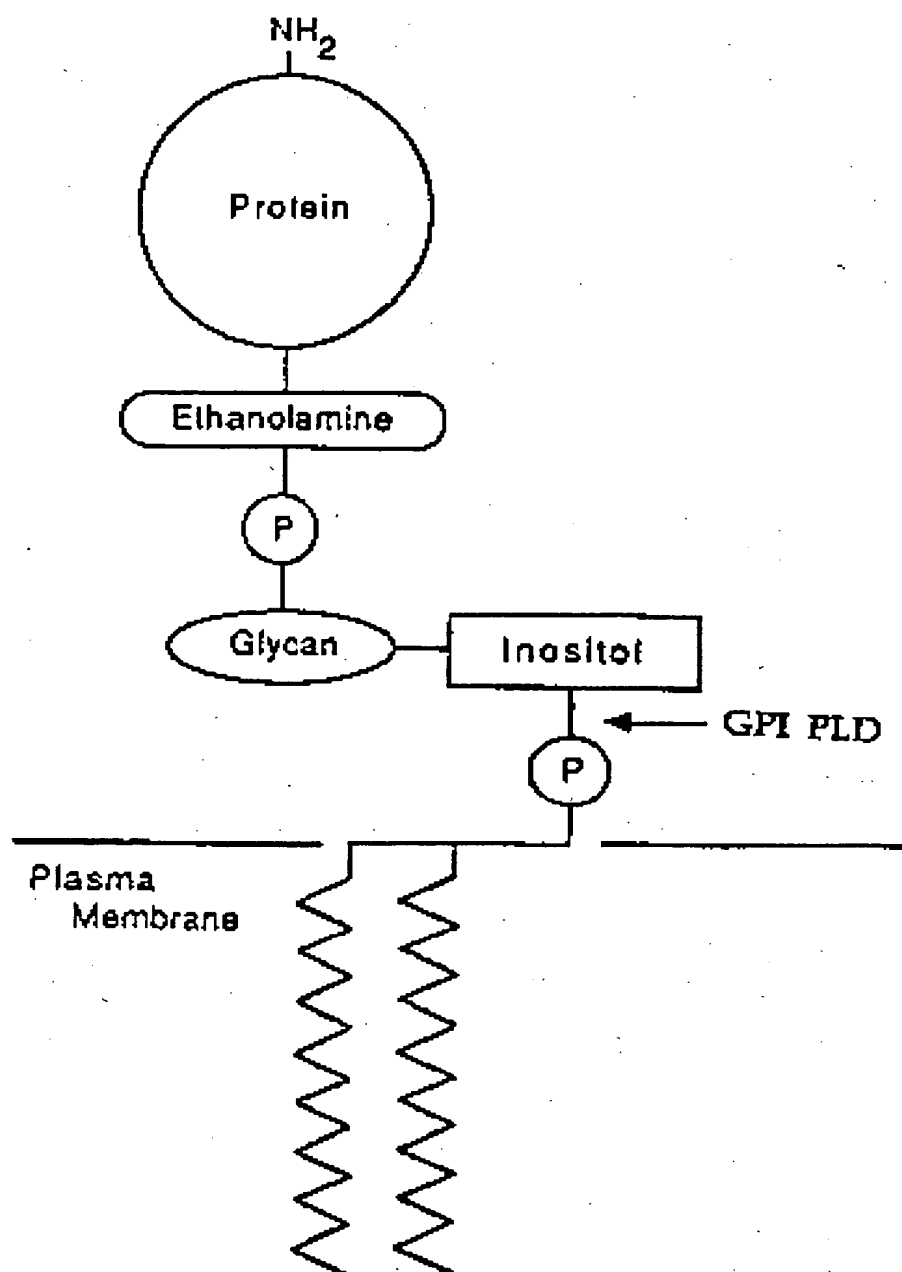 NH2
Protein
Ethanolamine
P
Glycan
Inositol
GPI PLD
P
Plasma
Membrane